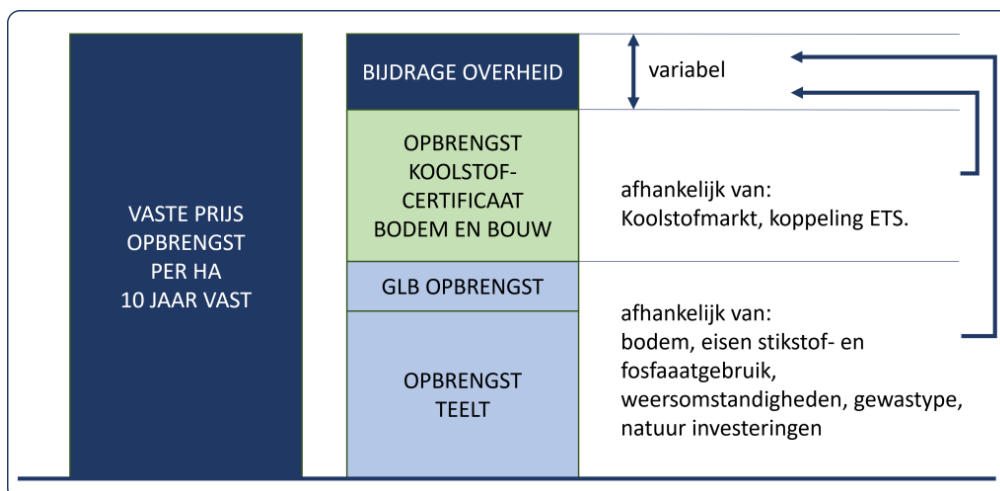 VASTE PRIJS
OPBRENGST
PER HA
10 JAAR VAST
BIJDRAGE OVERHEID
OPBRENGST
KOOLSTOF-
CERTIFICAAT
BODEM EN BOUW
GLB OPBRENGST
OPBRENGST
TEELT
variabel
afhankelijk van:
Koolstofmarkt, koppeling ETS.
afhankelijk van:
bodem, eisen stikstof- en
fosfaaatgebruik,
weersomstandigheden, gewastype,
natuur investeringen